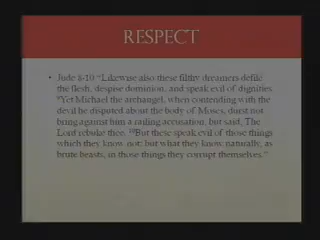 RESPECT
• Jude 8-10 "Likewise also these filthy dreamers defile
the flesh, despise dominion, and speak evil of dignities.
⁹Yet Michael the archangel, when contending with the
devil he disputed about the body of Moses, durst not
bring against him a railing accusation, but said, The
Lord rebuke thee. ¹⁰But these speak evil of those things
which they know not: but what they know naturally, as
brute beasts, in those things they corrupt themselves."